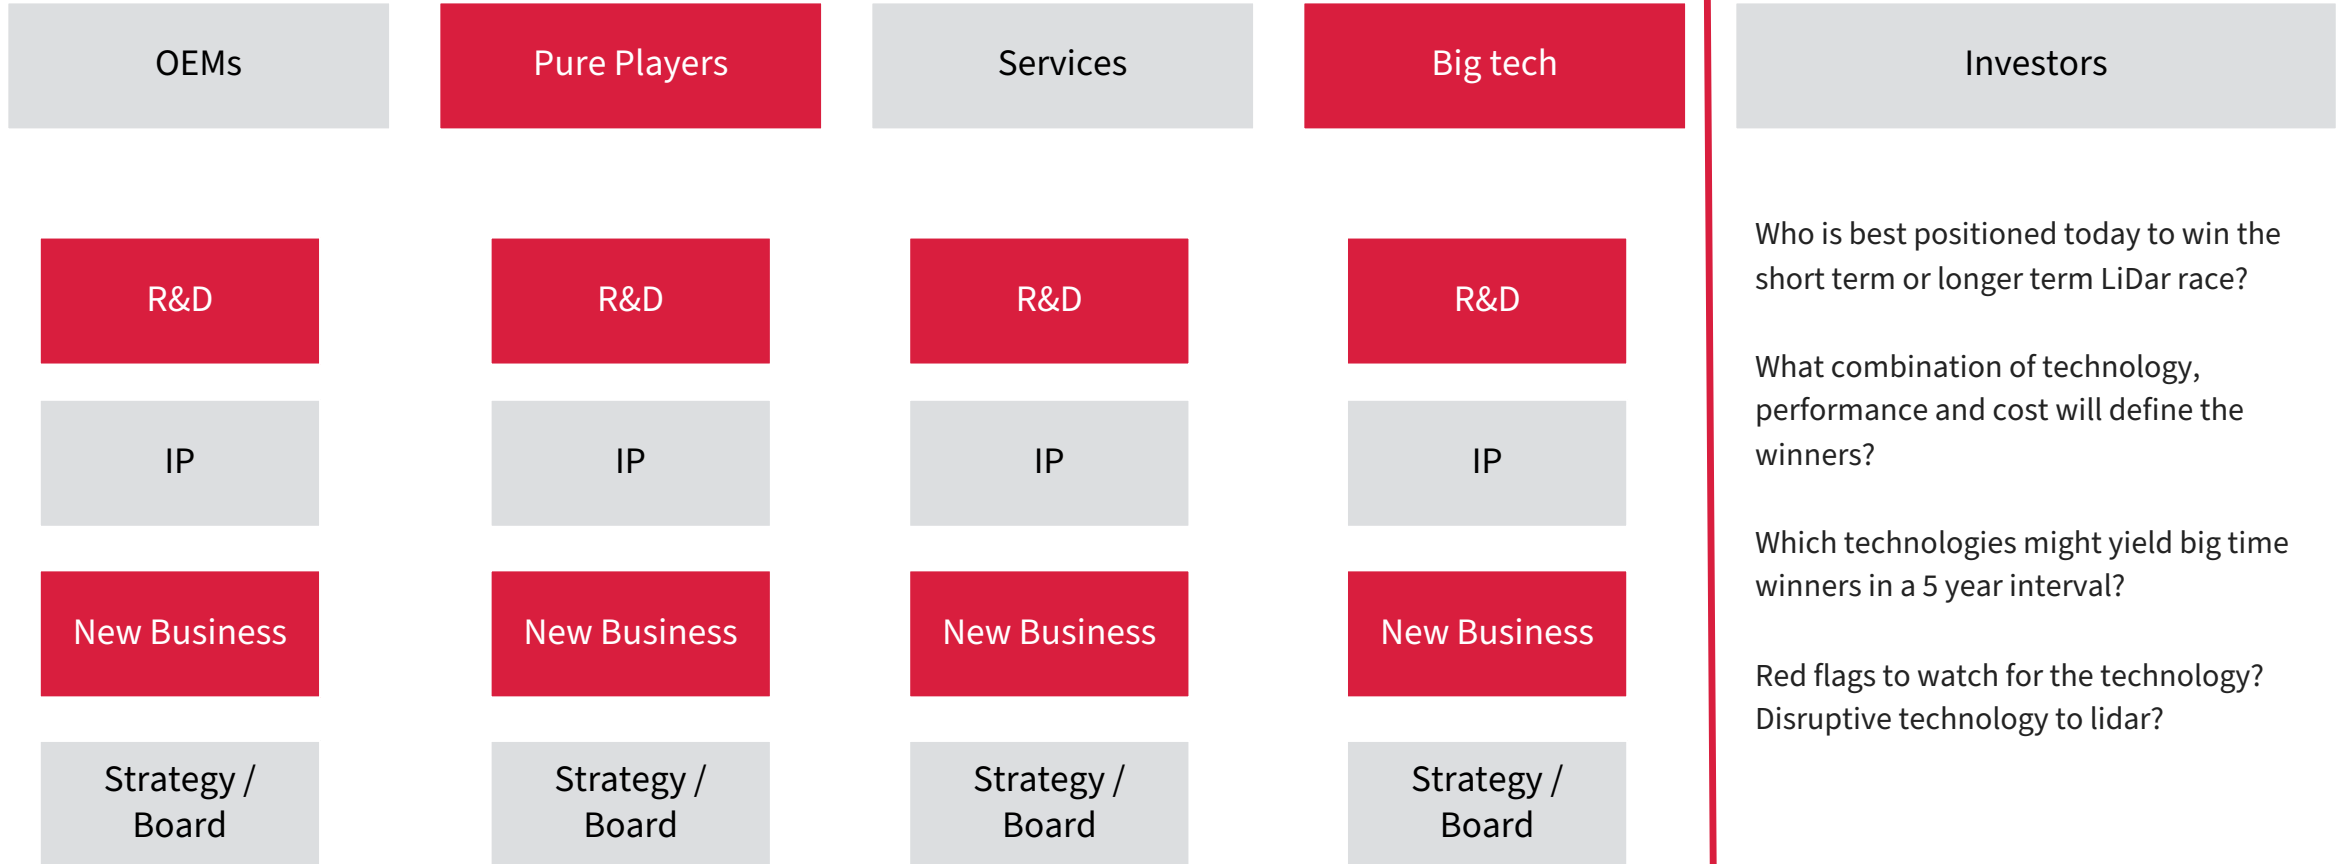 OEMs
Pure Players
Services
Big tech
Investors
R&D
R&D
R&D
R&D
IP
IP
IP
IP
New Business
New Business
New Business
New Business
Strategy /
Board
Strategy /
Board
Strategy /
Board
Strategy /
Board
Who is best positioned today to win the
short term or longer term LiDar race?
What combination of technology,
performance and cost will define the
winners?
Which technologies might yield big time
winners in a 5 year interval?
Red flags to watch for the technology?
Disruptive technology to lidar?